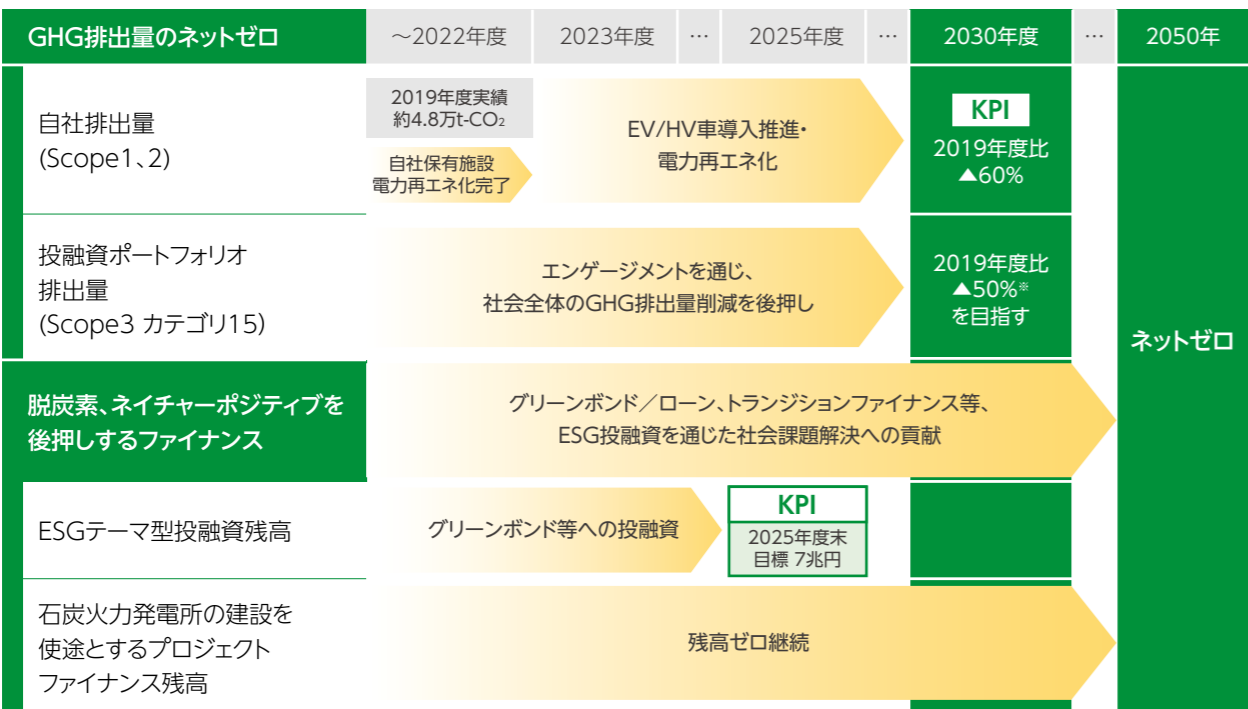 GHG排出量のネットゼロ
～2022年度
2023年度
…
2025年度
…
2030年度
…
2050年
自社排出量
(Scope1、2)
2019年度実績
約4.8万t-CO₂
自社保有施設
電力再エネ化完了
EV/HV車導入推進・
電力再エネ化
KPI
2019年度比
▲60%
投融資ポートフォリオ
排出量
(Scope3 カテゴリ15)
エンゲージメントを通じ、
社会全体のGHG排出量削減を後押し
2019年度比
▲50%※
を目指す
ネットゼロ
脱炭素、ネイチャーポジティブを
後押しするファイナンス
グリーンボンド／ローン、トランジションファイナンス等、
ESG投融資を通じた社会課題解決への貢献
ESGテーマ型投融資残高
グリーンボンド等への投融資
KPI
2025年度末
目標 7兆円
石炭火力発電所の建設を
使途とするプロジェクト
ファイナンス残高
残高ゼロ継続